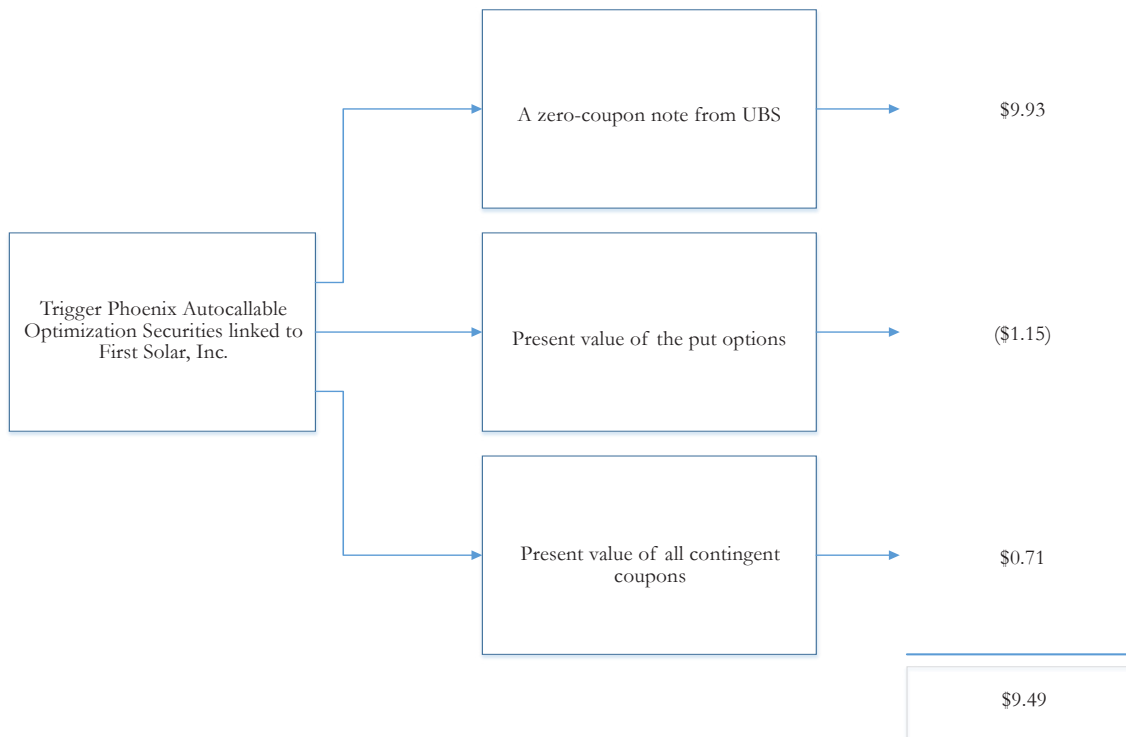 A zero-coupon note from UBS
$9.93
Trigger Phoenix Autocallable
Optimization Securities linked to
First Solar, Inc.
Present value of the put options
($1.15)
Present value of all contingent
coupons
$0.71
$9.49